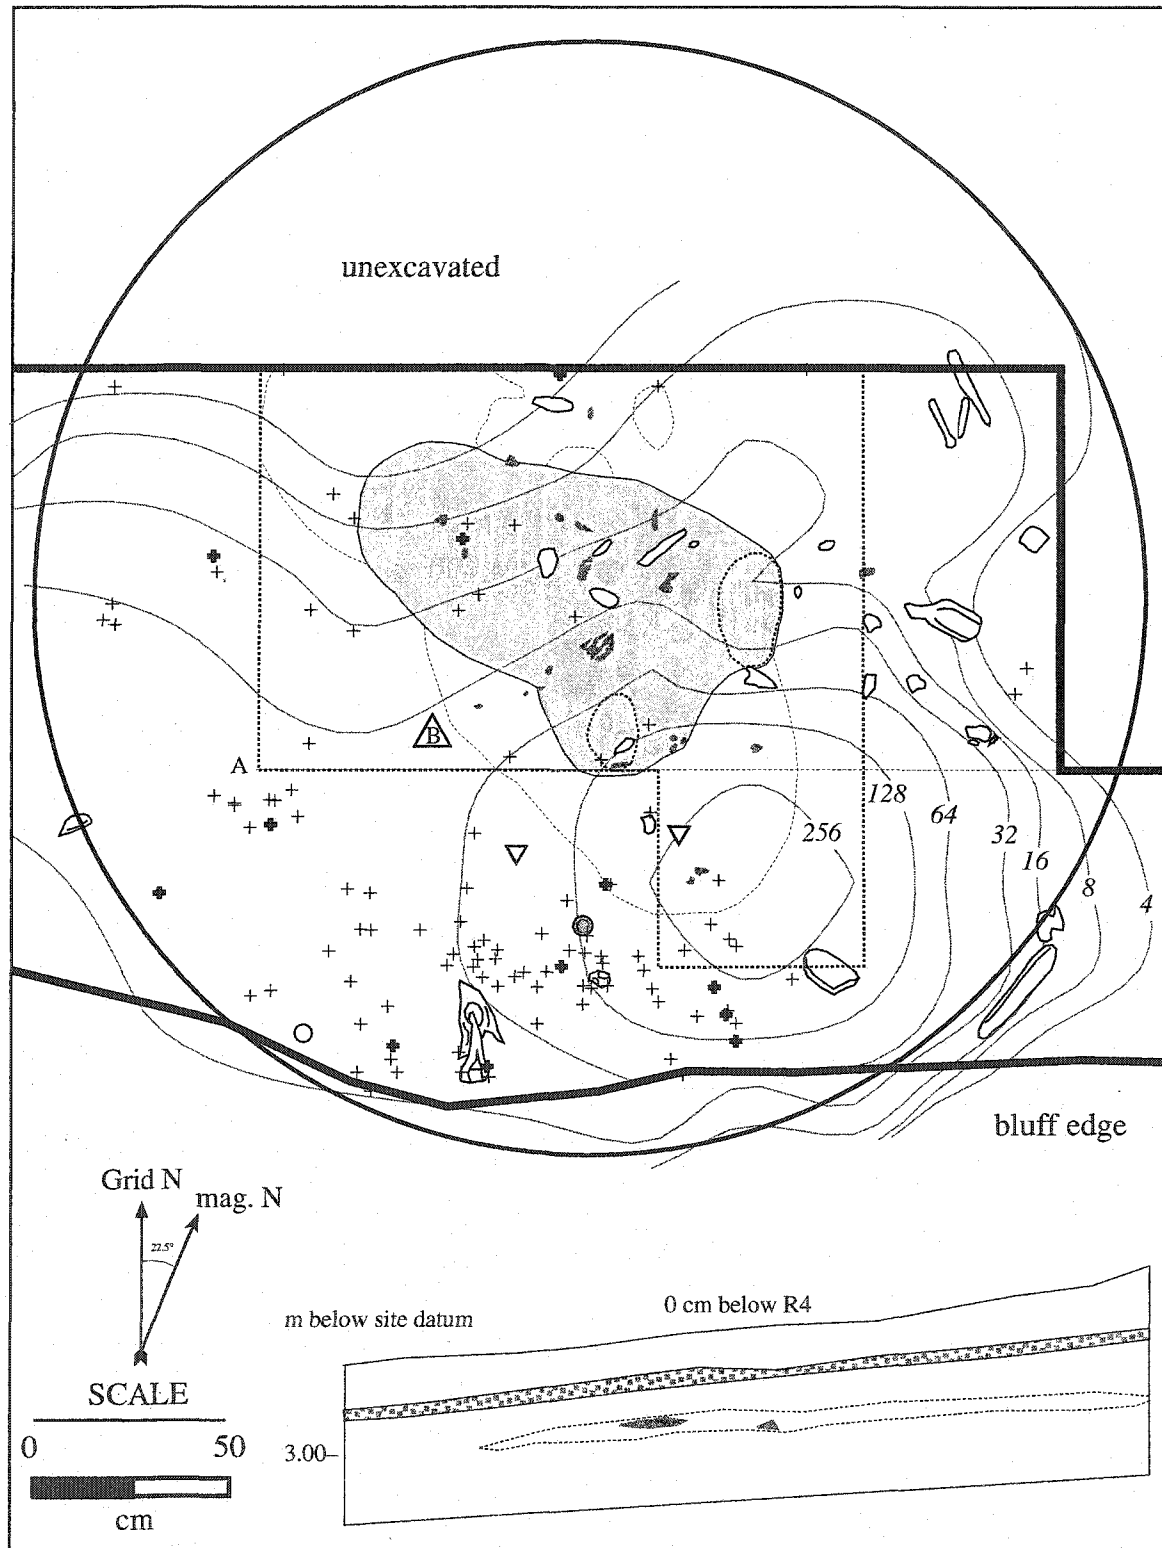 unexcavated
B
A
128
64
256
32
16
8
4
bluff edge
Grid N
mag. N
22.5°
m below site datum
0 cm below R4
SCALE
0 50
3.00–
cm